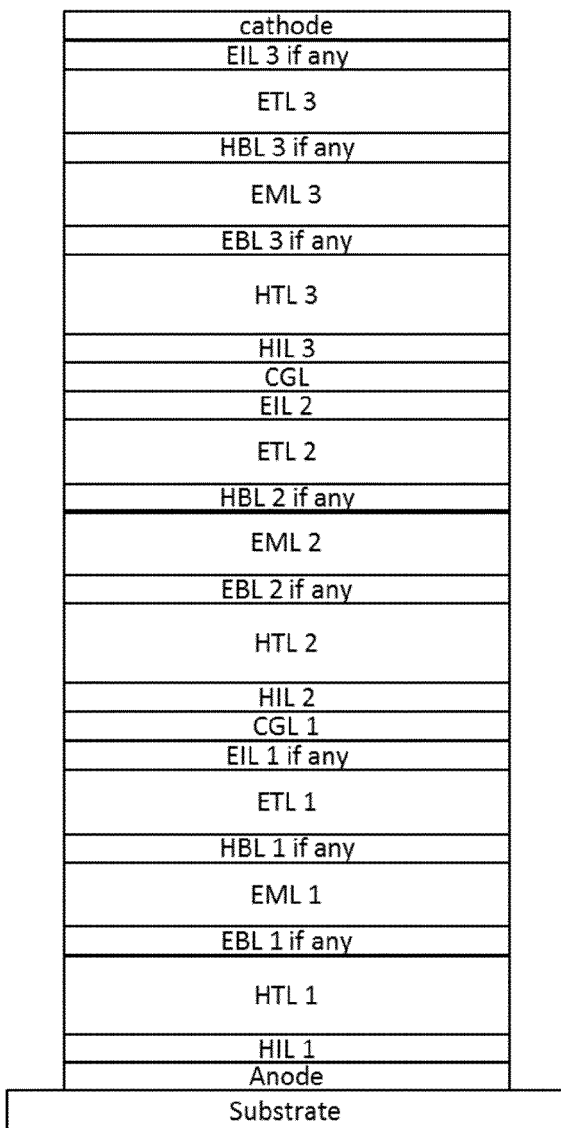 cathode
EIL 3 if any
ETL 3
HBL 3 if any
EML 3
EBL 3 if any
HTL 3
HIL 3
CGL
EIL 2
ETL 2
HBL 2 if any
EML 2
EBL 2 if any
HTL 2
HIL 2
CGL 1
EIL 1 if any
ETL 1
HBL 1 if any
EML 1
EBL 1 if any
HTL 1
HIL 1
Anode
Substrate